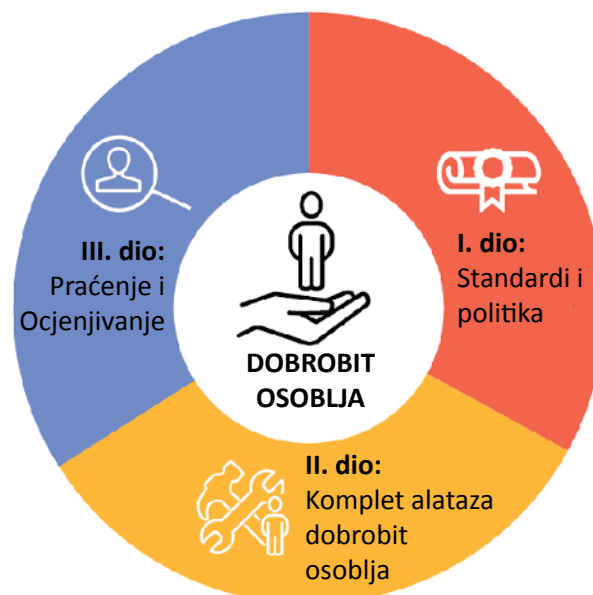 I. dio:
Standardi i
politika
II. dio:
Komplet alataza
dobrobit
osoblja
III. dio:
Praćenje i
Ocjenjivanje
DOBROBIT
OSOBLJA